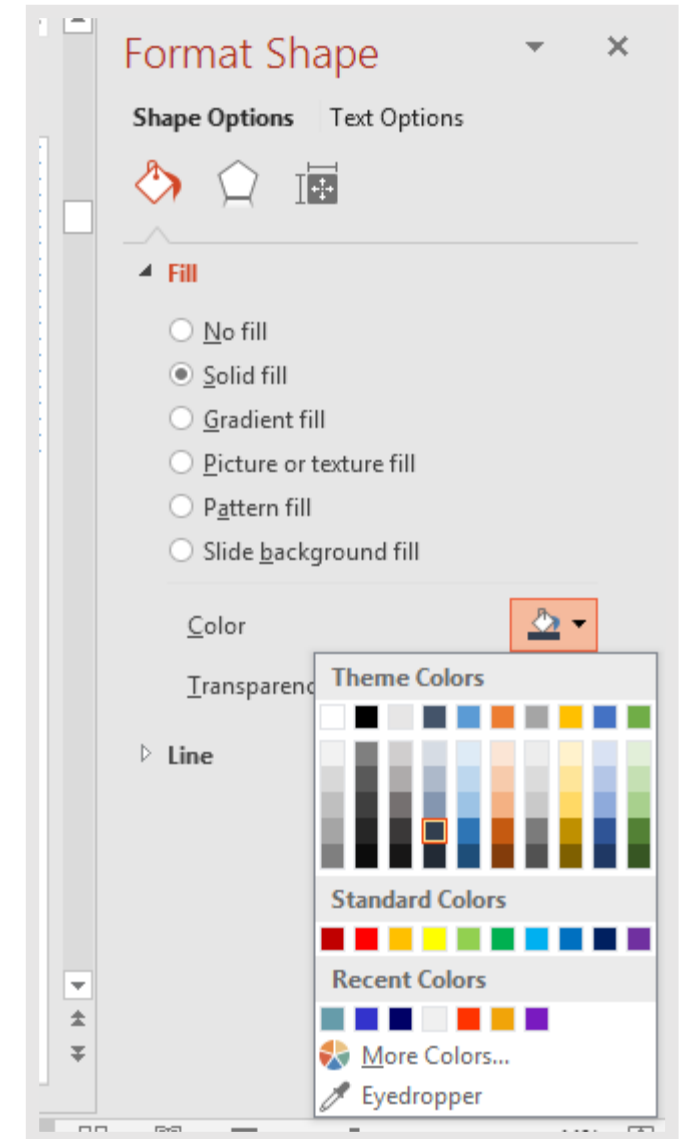 Format Shape
Shape Options Text Options
Fill
No fill
Solid fill
Gradient fill
Picture or texture fill
Pattern fill
Slide background fill
Color
Transparenc
Theme Colors
Line
Standard Colors
Recent Colors
More Colors...
Eyedropper